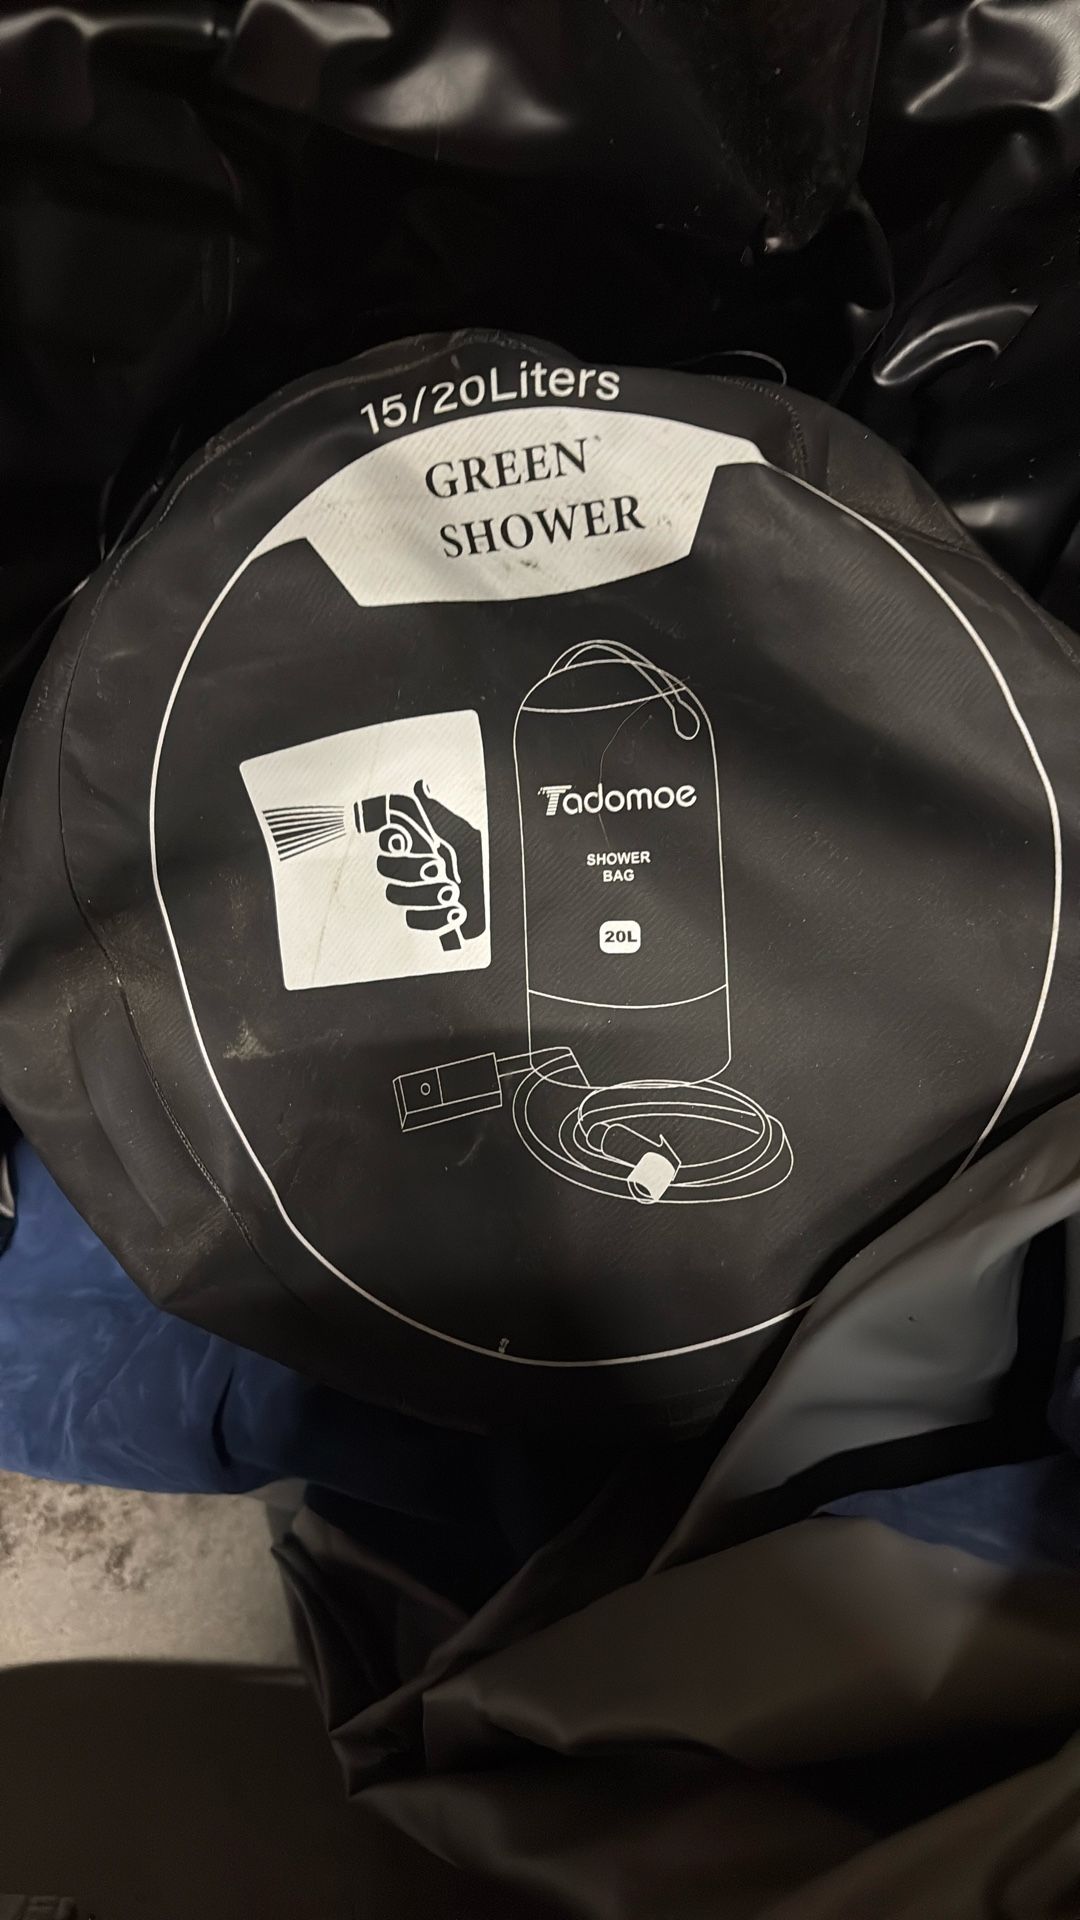 15/20Liters
GREEN
SHOWER
Tadomoe
SHOWER
BAG
20L